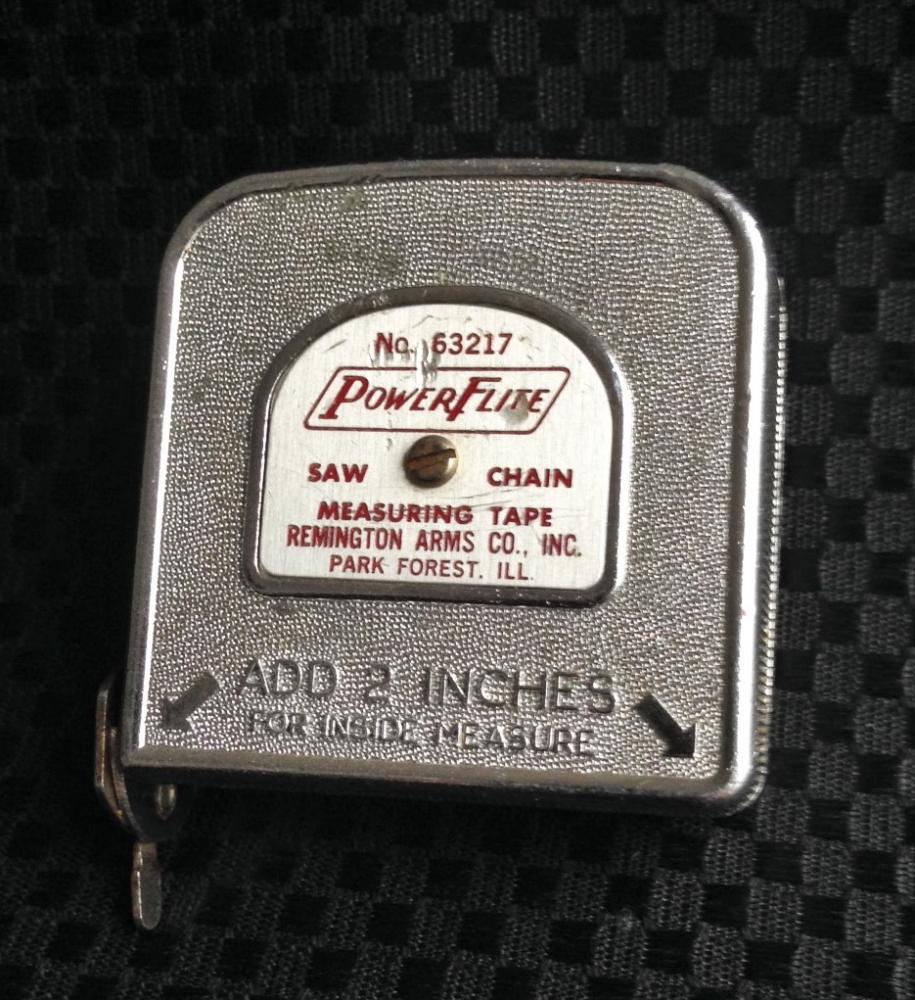 No. 63217
POWERFLITE
SAW CHAIN
MEASURING TAPE
REMINGTON ARMS CO., INC.
PARK FOREST. ILL.
ADD 2 INCHES
FOR INSIDE MEASURE